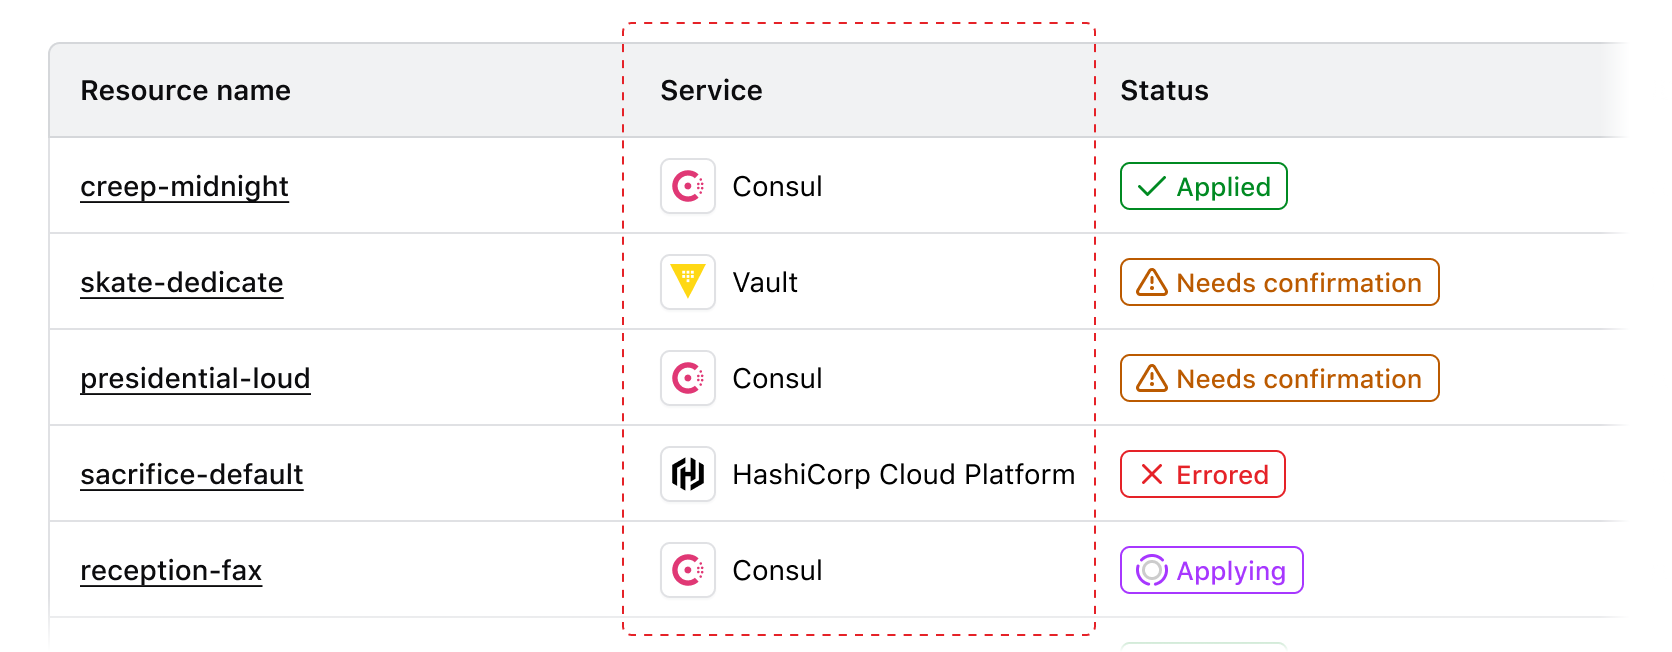 Resource name Service Status
creep-midnight Consul Applied
skate-dedicate Vault Needs confirmation
presidential-loud Consul Needs confirmation
sacrifice-default HashiCorp Cloud Platform Errored
reception-fax Consul Applying